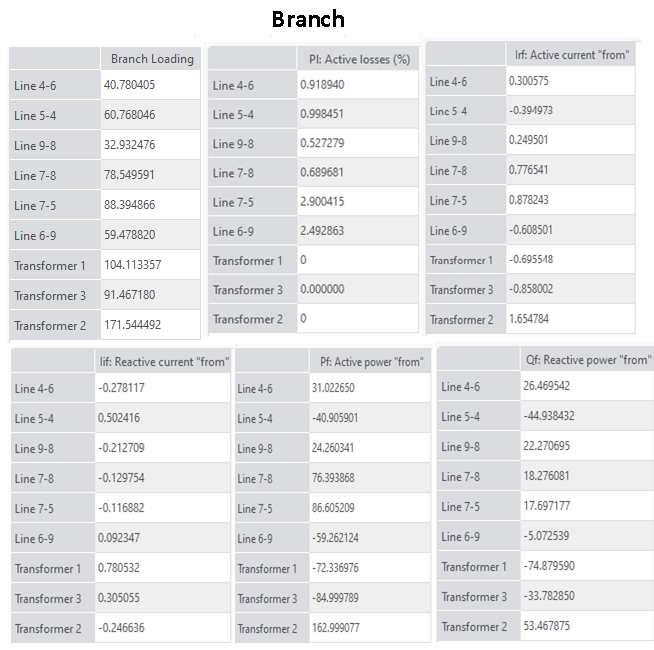 Branch
Branch Loading
Line 4-6 40.780405
Line 5-4 60.768046
Line 9-8 32.932476
Line 7-8 78.549591
Line 7-5 88.394866
Line 6-9 59.478820
Transformer 1 104.113357
Transformer 3 91.467180
Transformer 2 171.544492
Pl: Active losses (%)
Line 4-6 0.918940
Line 5-4 0.998451
Line 9-8 0.527279
Line 7-8 0.689681
Line 7-5 2.900415
Line 6-9 2.492863
Transformer 1 0
Transformer 3 0.000000
Transformer 2 0
Irf: Active current "from"
Line 4-6 0.300575
Line 5-4 -0.394973
Line 9-8 0.249501
Line 7-8 0.776541
Line 7-5 0.878243
Line 6-9 -0.608501
Transformer 1 -0.695548
Transformer 3 -0.858002
Transformer 2 1.654784
Iif: Reactive current "from"
Line 4-6 -0.278117
Line 5-4 0.502416
Line 9-8 -0.212709
Line 7-8 -0.129754
Line 7-5 -0.116882
Line 6-9 0.092347
Transformer 1 0.780532
Transformer 3 0.305055
Transformer 2 -0.246636
Pf: Active power "from"
Line 4-6 31.022650
Line 5-4 -40.905901
Line 9-8 24.260341
Line 7-8 76.393868
Line 7-5 86.605209
Line 6-9 -59.262124
Transformer 1 -72.336976
Transformer 3 -84.999789
Transformer 2 162.999077
Qf: Reactive power "from"
Line 4-6 26.469542
Line 5-4 -44.938432
Line 9-8 22.270695
Line 7-8 18.276081
Line 7-5 17.697177
Line 6-9 -5.072539
Transformer 1 -74.879590
Transformer 3 -33.782850
Transformer 2 53.467875